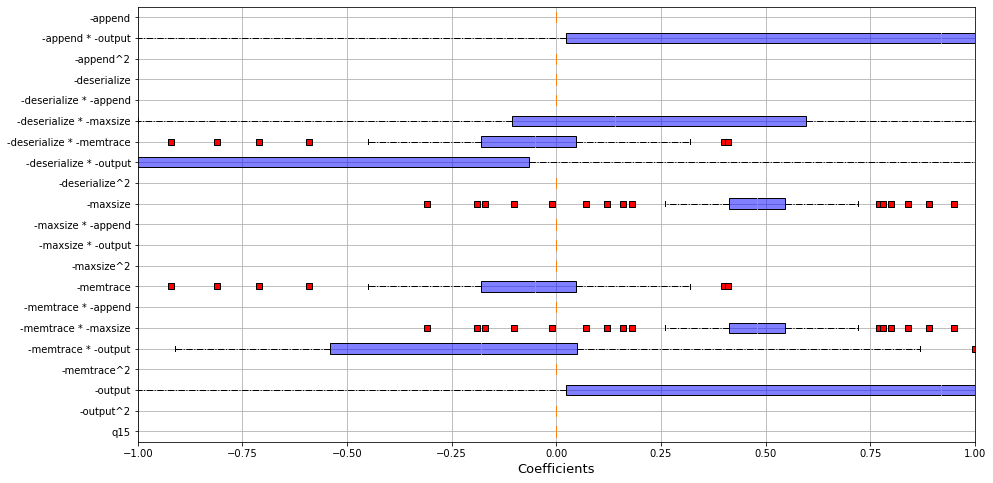 -append
-append * -output
-append^2
-deserialize
-deserialize * -append
-deserialize * -maxsize
-deserialize * -memtrace
-deserialize * -output
-deserialize^2
-maxsize
-maxsize * -append
-maxsize * -output
-maxsize^2
-memtrace
-memtrace * -append
-memtrace * -maxsize
-memtrace * -output
-memtrace^2
-output
-output^2
q15
−1.00 −0.75 −0.50 −0.25 0.00 0.25 0.50 0.75 1.00
Coefficients